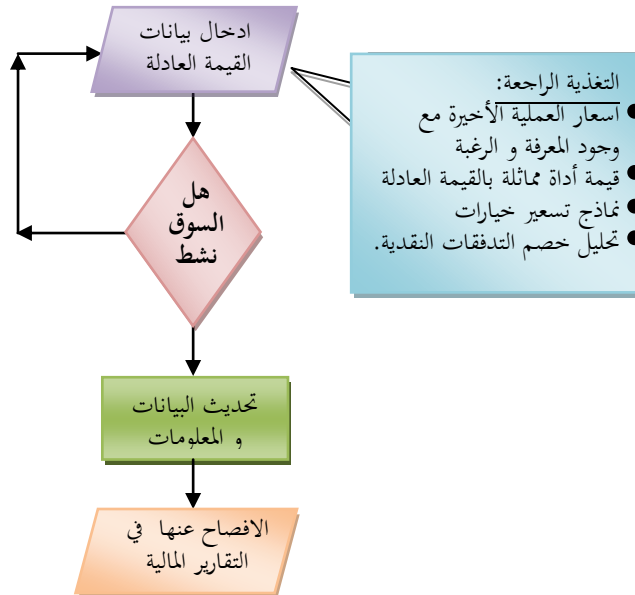 ادخال بيانات
القيمة العادلة
التغذية الراجعة:
اسعار العملية الأخيرة مع
وجود المعرفة و الرغبة
قيمة أداة مماثلة بالقيمة العادلة
نماذج تسعير خيارات
تحليل خصم التدفقات النقدية.
هل
السوق
نشط
تحديث البيانات
و المعلومات
الافصاح عنها في
التقارير المالية